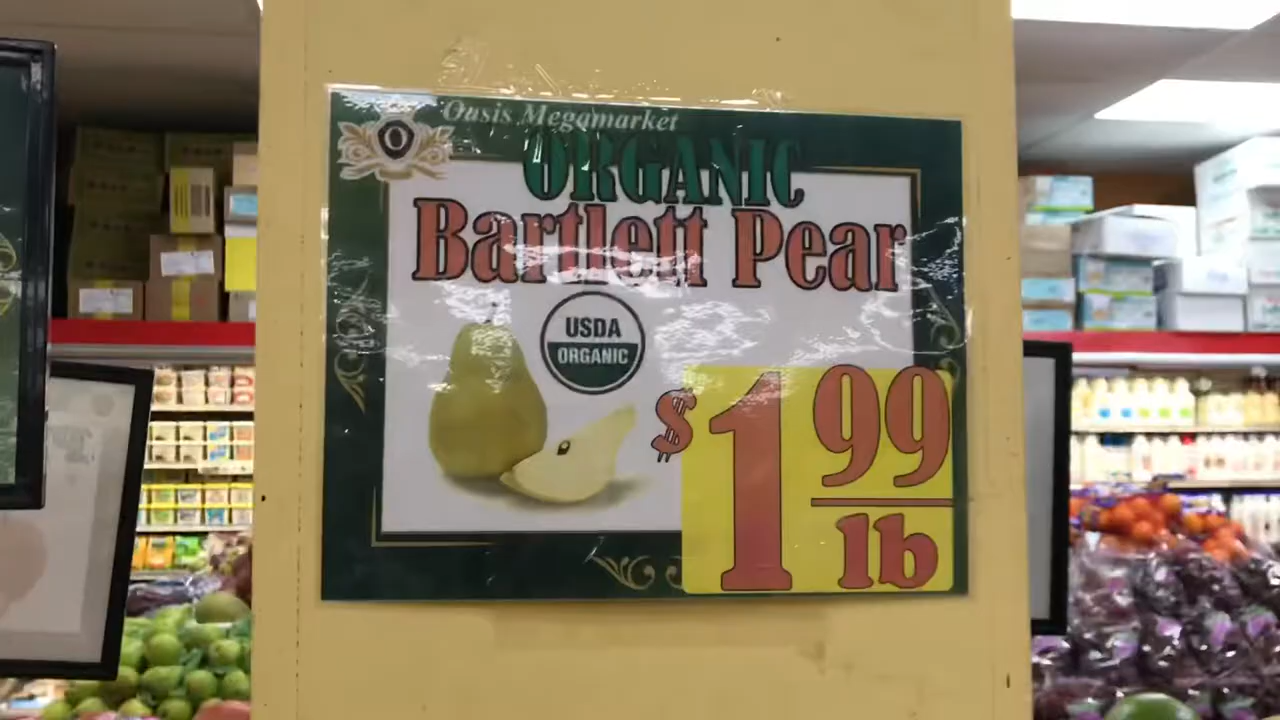 Oasis Megamarket
O
ORGANIC
Bartlett Pear
USDA
ORGANIC
$1 99
lb